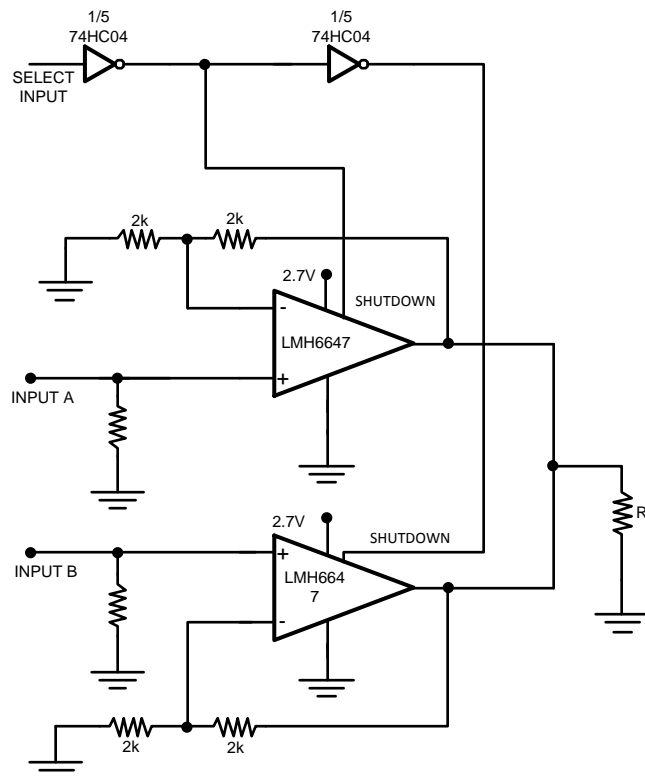 1/5
74HC04
1/5
74HC04
SELECT
INPUT
2k
2k
2.7V
SHUTDOWN
-
LMH6647
+
INPUT A
2.7V
SHUTDOWN
+
INPUT B
LMH664
7
-
R
2k
2k